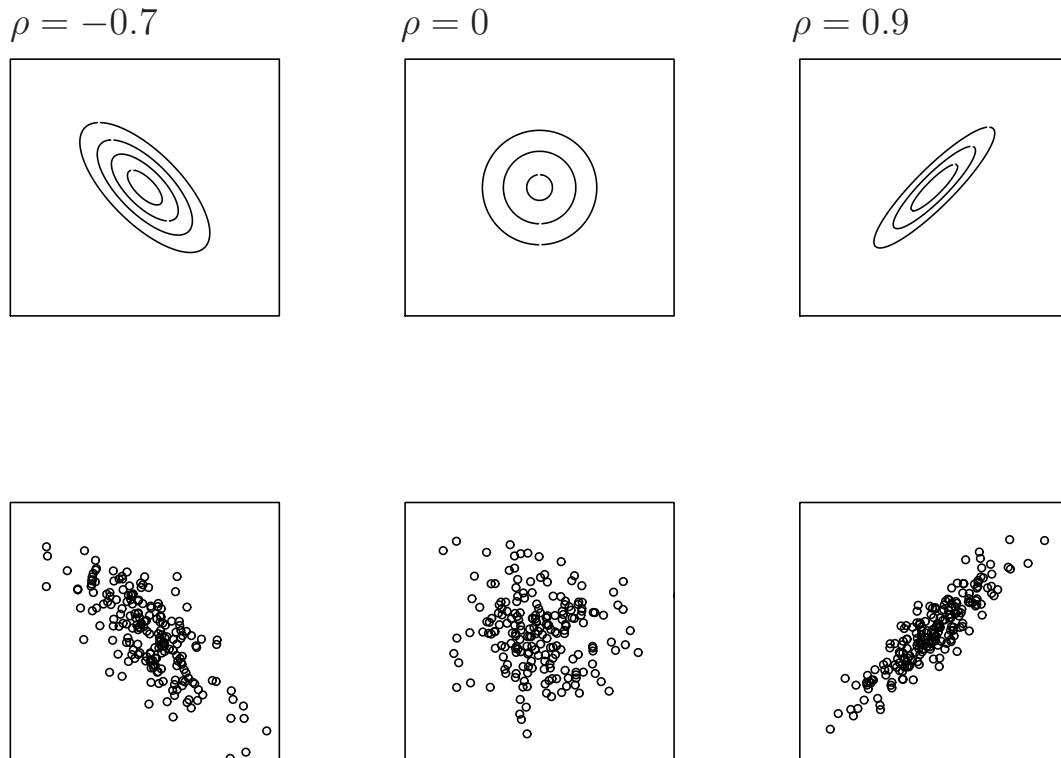 ρ = −0.7 ρ = 0 ρ = 0.9